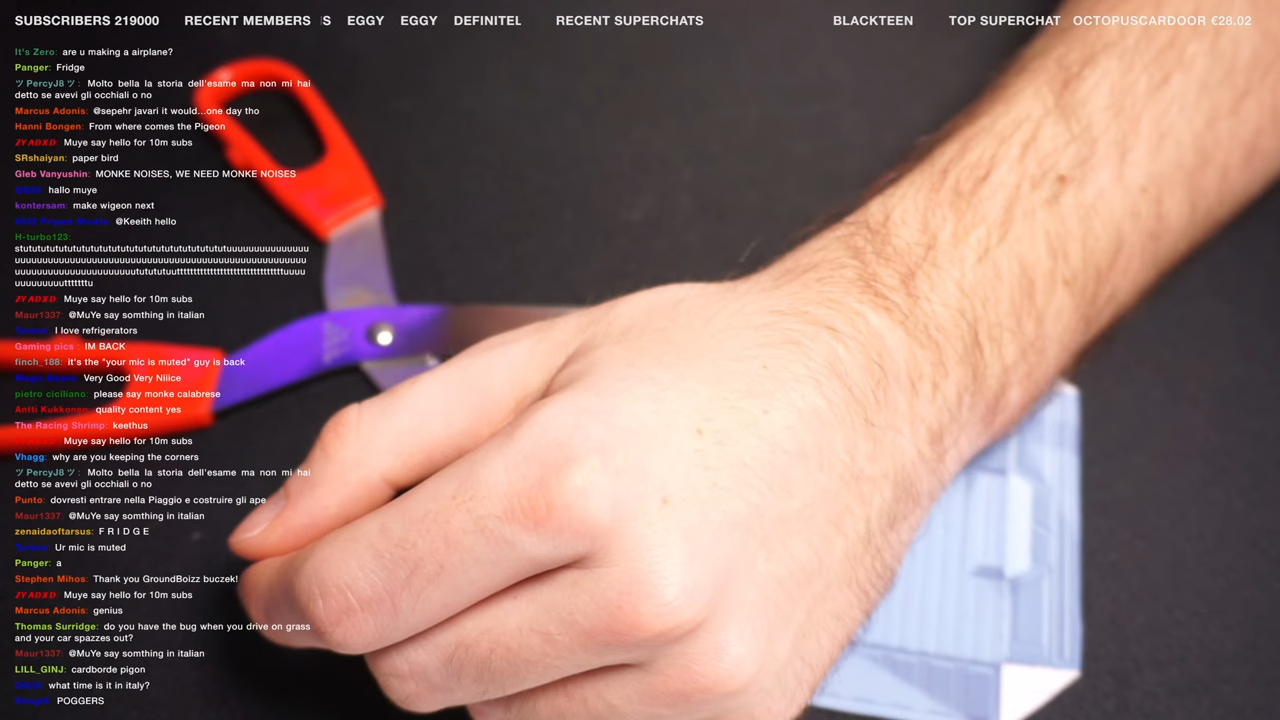 SUBSCRIBERS 219000 RECENT MEMBERS S EGGY EGGY DEFINITEL RECENT SUPERCHATS BLACKTEEN TOP SUPERCHAT OCTOPUSCARDOOR €28.02
It's Zero: are u making a airplane?
Panger: Fridge
ツ PercyJ8 ツ : Molto bella la storia dell'esame ma non mi hai
detto se avevi gli occhiali o no
Marcus Adonis: @sepehr javari it would...one day tho
Hanni Bongen: From where comes the Pigeon
ZYADXD: Muye say hello for 10m subs
SRshaiyan: paper bird
Gleb Vanyushin: MONKE NOISES, WE NEED MONKE NOISES
hallo muye
kontersam: make wigeon next
@Keeith hello
H-turbo123:
stutututututututututututututututututututututuuuuuuuuuuuuuu
uuuuuuuuuuuuuuuuuuuuuuuuuuuuuuuuuuuuuuuuuuuuuuuuu
uuuuuuuuuuuuuuuuuuuuutututututttttttttttttttttttttttttttttttttuuuu
uuuuuuuuutttttttu
ZYADXD: Muye say hello for 10m subs
Maur1337: @MuYe say somthing in italian
I love refrigerators
Gaming pics : IM BACK
finch_188: it's the "your mic is muted" guy is back
Very Good Very Niiice
pietro ciciliano: please say monke calabrese
Antti Kukkonen: quality content yes
The Racing Shrimp: keethus
Muye say hello for 10m subs
Vhagg: why are you keeping the corners
ツ PercyJ8 ツ : Molto bella la storia dell'esame ma non mi hai
detto se avevi gli occhiali o no
Punto: dovresti entrare nella Piaggio e costruire gli ape
Maur1337: @MuYe say somthing in italian
zenaidaoftarsus: F R I D G E
Ur mic is muted
Panger: a
Stephen Mihos: Thank you GroundBoizz buczek!
ZYADXD: Muye say hello for 10m subs
Marcus Adonis: genius
Thomas Surridge: do you have the bug when you drive on grass
and your car spazzes out?
Maur1337: @MuYe say somthing in italian
LILL_GINJ: cardborde pigon
what time is it in italy?
POGGERS